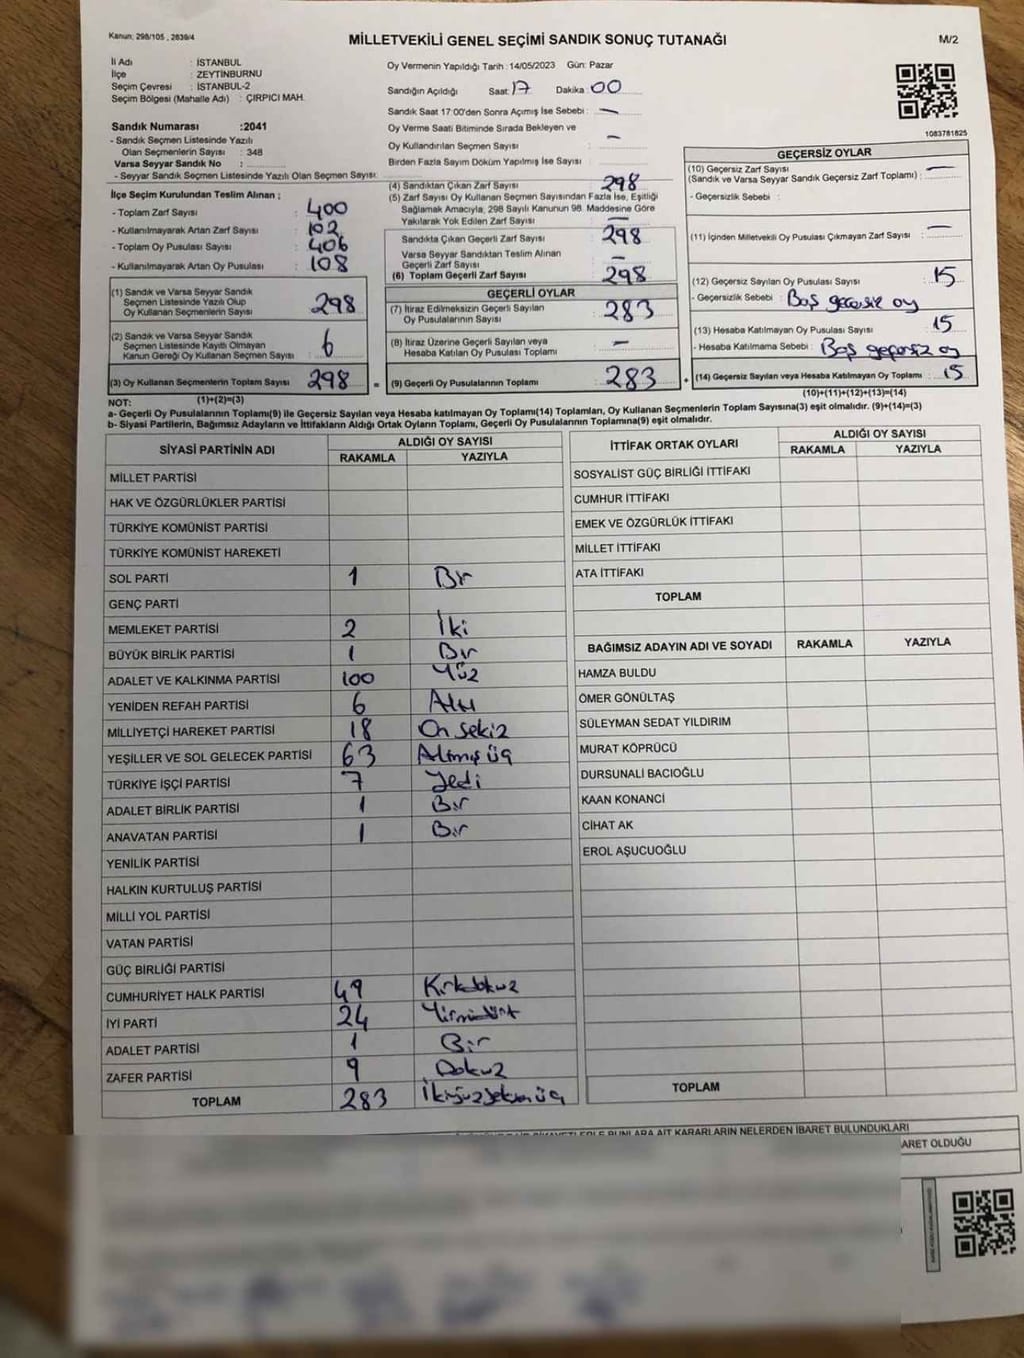 Kanun: 298/105 , 2839/4
MİLLETVEKİLİ GENEL SEÇİMİ SANDIK SONUÇ TUTANAĞI
M/2
İl Adı : İSTANBUL
İlçe : ZEYTİNBURNU
Seçim Çevresi : İSTANBUL-2
Seçim Bölgesi (Mahalle Adı) : ÇIRPICI MAH.
Sandık Numarası :2041
- Sandık Seçmen Listesinde Yazılı
Olan Seçmenlerin Sayısı : 348
Varsa Seyyar Sandık No :
- Seyyar Sandık Seçmen Listesinde Yazılı Olan Seçmen Sayısı:
Oy Vermenin Yapıldığı Tarih : 14/05/2023 Gün: Pazar
Sandığın Açıldığı Saat: 17 Dakika: 00
Sandık Saat 17:00'den Sonra Açımış İse Sebebi : —
Oy Verme Saati Bitiminde Sırada Bekleyen ve
Oy Kullandırılan Seçmen Sayısı : —
Birden Fazla Sayım Döküm Yapılmış İse Sayısı :
1083781825
İlçe Seçim Kurulundan Teslim Alınan ;
- Toplam Zarf Sayısı : 400
- Kullanılmayarak Artan Zarf Sayısı : 102
- Toplam Oy Pusulası Sayısı : 406
- Kullanılmayarak Artan Oy Pusulası : 108
(1) Sandık ve Varsa Seyyar Sandık
Seçmen Listesinde Yazılı Olup
Oy Kullanan Seçmenlerin Sayısı : 298
(2) Sandık ve Varsa Seyyar Sandık
Seçmen Listesinde Kayıtlı Olmayan
Kanun Gereği Oy Kullanan Seçmen Sayısı : 6
(3) Oy Kullanan Seçmenlerin Toplam Sayısı : 298 =
(1)+(2)=(3)
(4) Sandıktan Çıkan Zarf Sayısı : 298
(5) Zarf Sayısı Oy Kullanan Seçmen Sayısından Fazla İse, Eşitliği
Sağlamak Amacıyla, 298 Sayılı Kanunun 98. Maddesine Göre
Yakılarak Yok Edilen Zarf Sayısı : —
Sandıkta Çıkan Geçerli Zarf Sayısı : 298
Varsa Seyyar Sandıktan Teslim Alınan
Geçerli Zarf Sayısı : —
(6) Toplam Geçerli Zarf Sayısı : 298
GEÇERLİ OYLAR
(7) İtiraz Edilmeksizin Geçerli Sayılan
Oy Pusulalarının Sayısı : 283
(8) İtiraz Üzerine Geçerli Sayılan veya
Hesaba Katılan Oy Pusulası Toplamı : —
(9) Geçerli Oy Pusulalarının Toplamı : 283
GEÇERSİZ OYLAR
(10) Geçersiz Zarf Sayısı
(Sandık ve Varsa Seyyar Sandık Geçersiz Zarf Toplamı) : —
- Geçersizlik Sebebi :
(11) İçinden Milletvekili Oy Pusulası Çıkmayan Zarf Sayısı : —
(12) Geçersiz Sayılan Oy Pusulası Sayısı : 15
- Geçersizlik Sebebi : Boş geçersiz oy
(13) Hesaba Katılmayan Oy Pusulası Sayısı : 15
- Hesaba Katılmama Sebebi : Boş geçersiz oy
(14) Geçersiz Sayılan veya Hesaba Katılmayan Oy Toplamı : 15
(10)+(11)+(12)+(13)=(14)
NOT:
a- Geçerli Oy Pusulalarının Toplamı(9) ile Geçersiz Sayılan veya Hesaba katılmayan Oy Toplamı(14) Toplamları, Oy Kullanan Seçmenlerin Toplam Sayısına(3) eşit olmalıdır. (9)+(14)=(3)
b- Siyasi Partilerin, Bağımsız Adayların ve İttifakların Aldığı Ortak Oyların Toplamı, Geçerli Oy Pusulalarının Toplamına(9) eşit olmalıdır.
SİYASİ PARTİNİN ADI ALDIĞI OY SAYISI
RAKAMLA YAZIYLA
MİLLET PARTİSİ
HAK VE ÖZGÜRLÜKLER PARTİSİ
TÜRKİYE KOMÜNİST PARTİSİ
TÜRKİYE KOMÜNİST HAREKETİ
SOL PARTİ 1 Bir
GENÇ PARTİ
MEMLEKET PARTİSİ 2 İki
BÜYÜK BİRLİK PARTİSİ 1 Bir
ADALET VE KALKINMA PARTİSİ 100 Yüz
YENİDEN REFAH PARTİSİ 6 Altı
MİLLİYETÇİ HAREKET PARTİSİ 18 On sekiz
YEŞİLLER VE SOL GELECEK PARTİSİ 63 Altmış üç
TÜRKİYE İŞÇİ PARTİSİ 7 Yedi
ADALET BİRLİK PARTİSİ 1 Bir
ANAVATAN PARTİSİ 1 Bir
YENİLİK PARTİSİ
HALKIN KURTULUŞ PARTİSİ
MİLLİ YOL PARTİSİ
VATAN PARTİSİ
GÜÇ BİRLİĞİ PARTİSİ
CUMHURİYET HALK PARTİSİ 49 Kırkdokuz
İYİ PARTİ 24 Yirmidört
ADALET PARTİSİ 1 Bir
ZAFER PARTİSİ 9 Dokuz
TOPLAM 283 İkiyüzseksenüç
İTTİFAK ORTAK OYLARI ALDIĞI OY SAYISI
RAKAMLA YAZIYLA
SOSYALİST GÜÇ BİRLİĞİ İTTİFAKI
CUMHUR İTTİFAKI
EMEK VE ÖZGÜRLÜK İTTİFAKI
MİLLET İTTİFAKI
ATA İTTİFAKI
TOPLAM
BAĞIMSIZ ADAYIN ADI VE SOYADI RAKAMLA YAZIYLA
HAMZA BULDU
ÖMER GÖNÜLTAŞ
SÜLEYMAN SEDAT YILDIRIM
MURAT KÖPRÜCÜ
DURSUNALİ BACIOĞLU
KAAN KONANCİ
CİHAT AK
EROL AŞUCUOĞLU
TOPLAM
BUNLARA AİT KARARLARIN NELERDEN İBARET BULUNDUKLARI
OLDUĞU